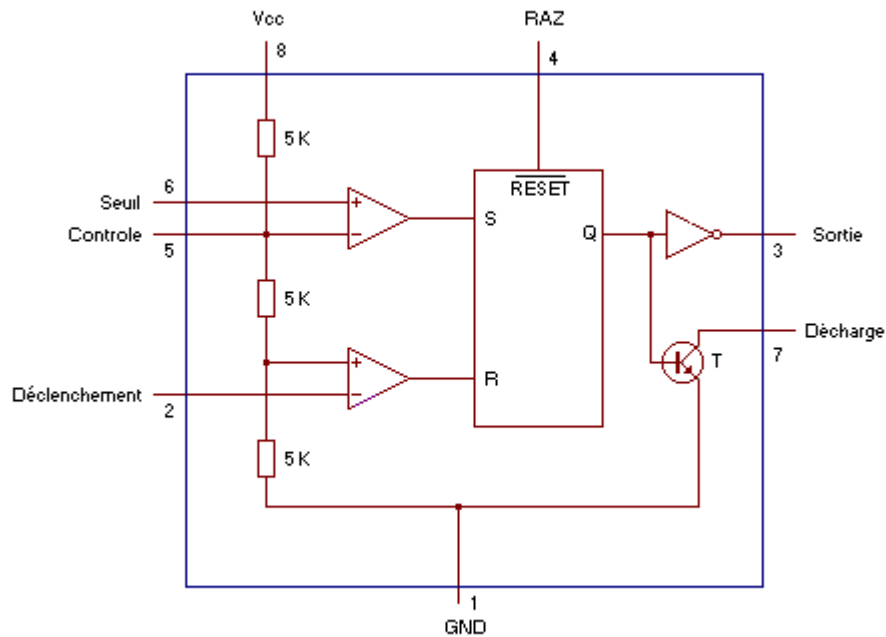 Vcc
RAZ
8
4
5 K
6
Seuil
+
RESET
S
Controle
-
Q
5
3
Sortie
5 K
Dècharge
+
T
7
R
Déclenchement
-
2
5 K
1
GND